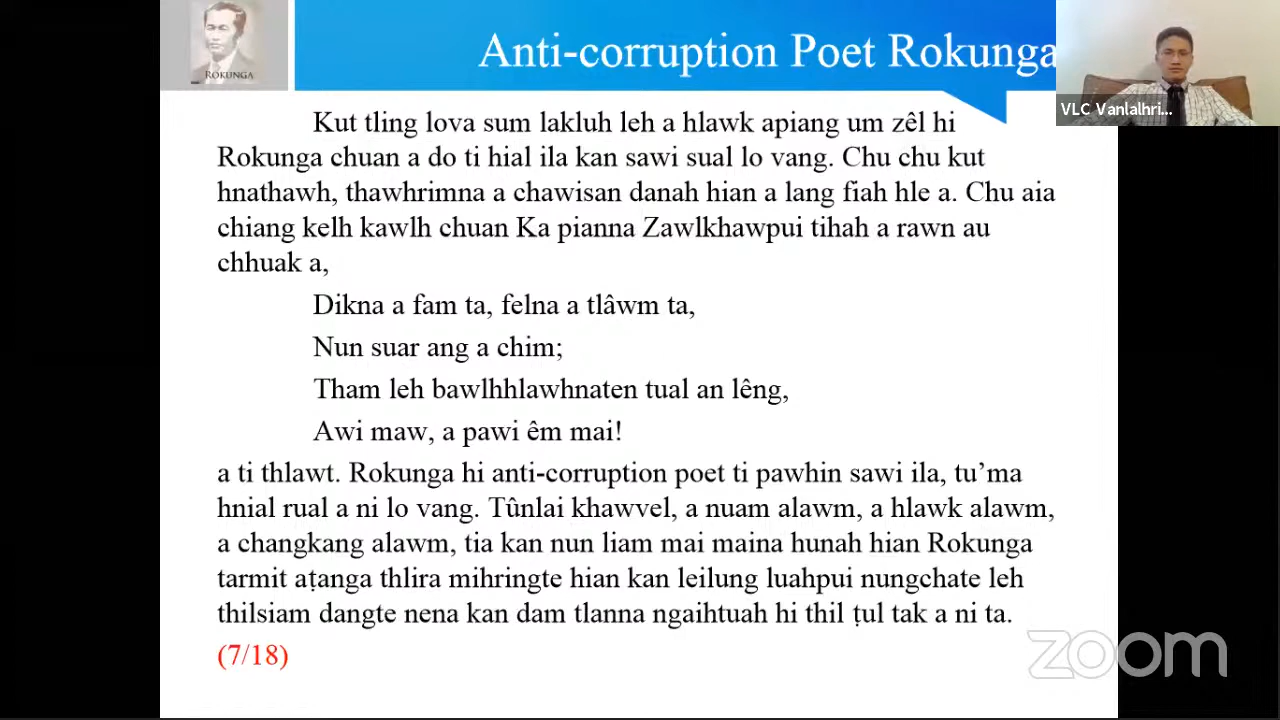 ROKUNGA
Anti-corruption Poet Rokunga
VLC Vanlalhri...
Kut tling lova sum lakluh leh a hlawk apiang um zêl hi
Rokunga chuan a do ti hial ila kan sawi sual lo vang. Chu chu kut
hnathawh, thawhrimna a chawisan danah hian a lang fiah hle a. Chu aia
chiang kelh kawlh chuan Ka pianna Zawlkhawpui tihah a rawn au
chhuak a,
Dikna a fam ta, felna a tlâwm ta,
Nun suar ang a chim;
Tham leh bawlhhlawhnaten tual an lêng,
Awi maw, a pawi êm mai!
a ti thlawt. Rokunga hi anti-corruption poet ti pawhin sawi ila, tu’ma
hnial rual a ni lo vang. Tûnlai khawvel, a nuam alawm, a hlawk alawm,
a changkang alawm, tia kan nun liam mai maina hunah hian Rokunga
tarmit aṭanga thlira mihringte hian kan leilung luahpui nungchate leh
thilsiam dangte nena kan dam tlanna ngaihtuah hi thil ṭul tak a ni ta.
(7/18)
zoom